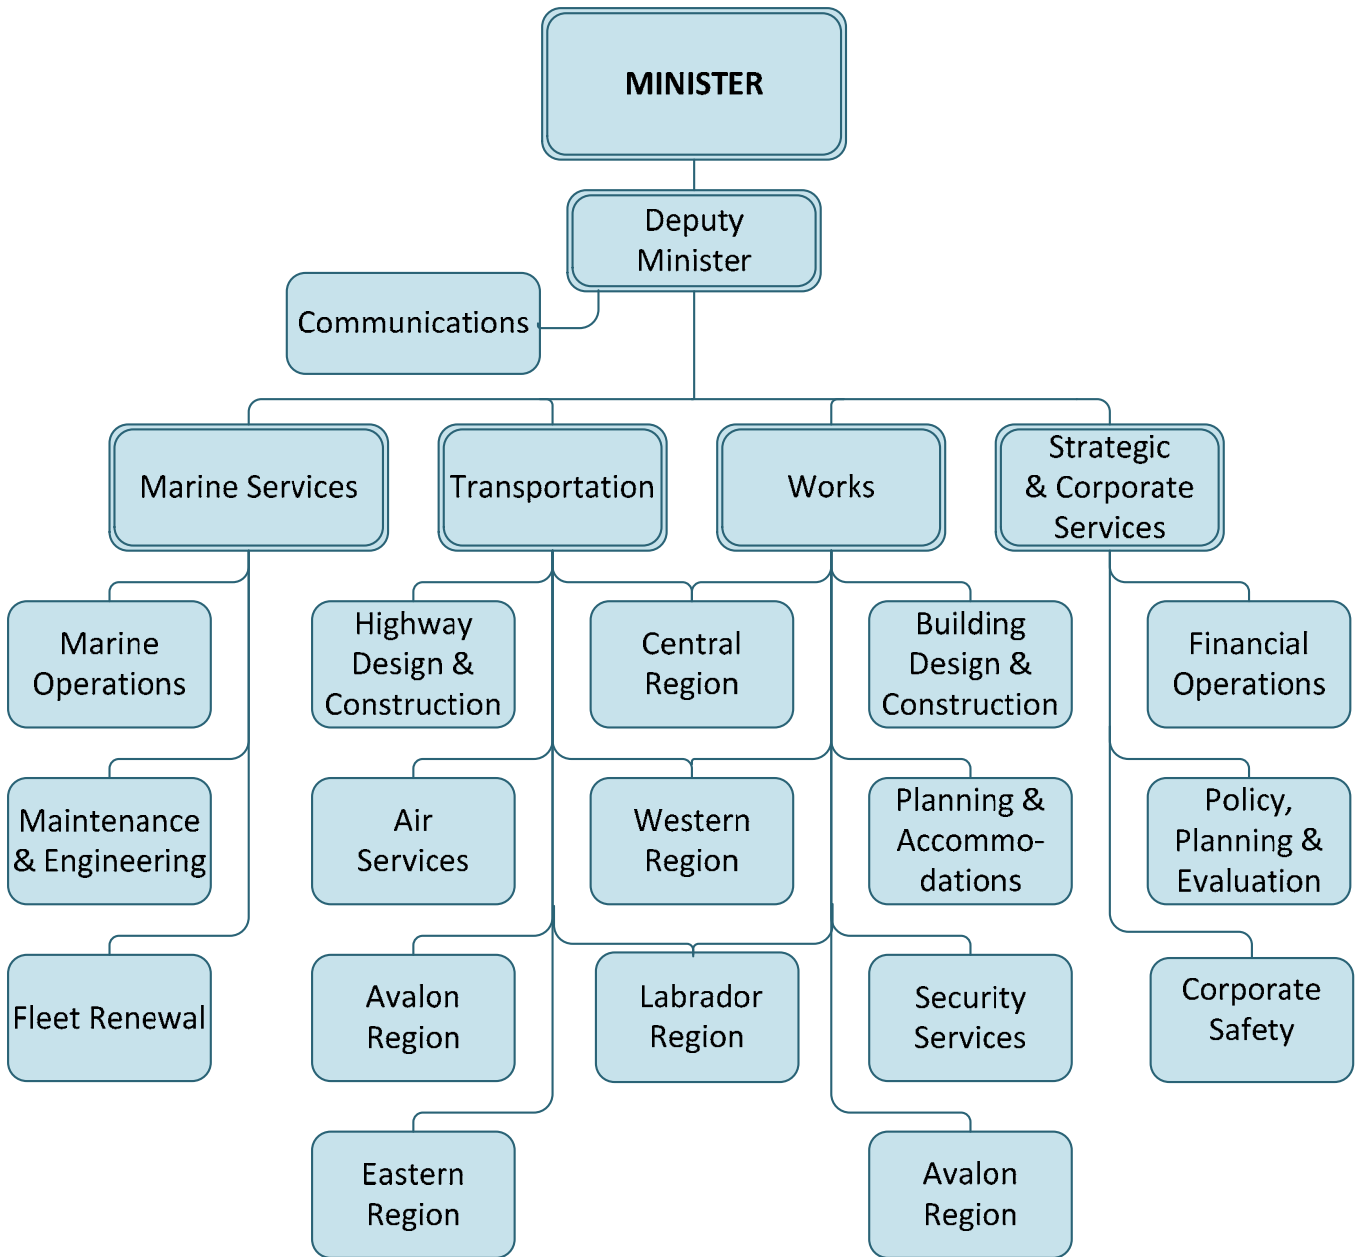 MINISTER
Deputy
Minister
Communications
Marine Services
Transportation
Works
Strategic
& Corporate
Services
Marine
Operations
Highway
Design &
Construction
Central
Region
Building
Design &
Construction
Financial
Operations
Maintenance
& Engineering
Air
Services
Western
Region
Planning &
Accommo-
dations
Policy,
Planning &
Evaluation
Fleet Renewal
Avalon
Region
Labrador
Region
Security
Services
Corporate
Safety
Eastern
Region
Avalon
Region